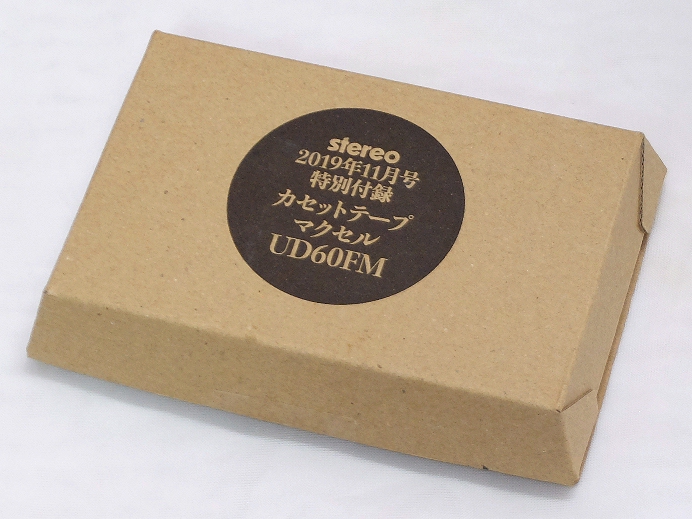 stereo
2019年11月号
特別付録
カセットテープ
マクセル
UD60FM